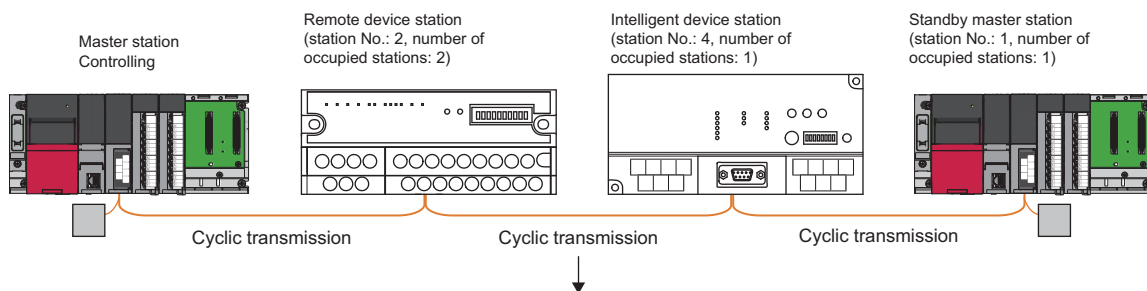 Master station
Controlling
Remote device station
(station No.: 2, number of
occupied stations: 2)
Intelligent device station
(station No.: 4, number of
occupied stations: 1)
Standby master station
(station No.: 1, number of
occupied stations: 1)
Cyclic transmission
Cyclic transmission
Cyclic transmission